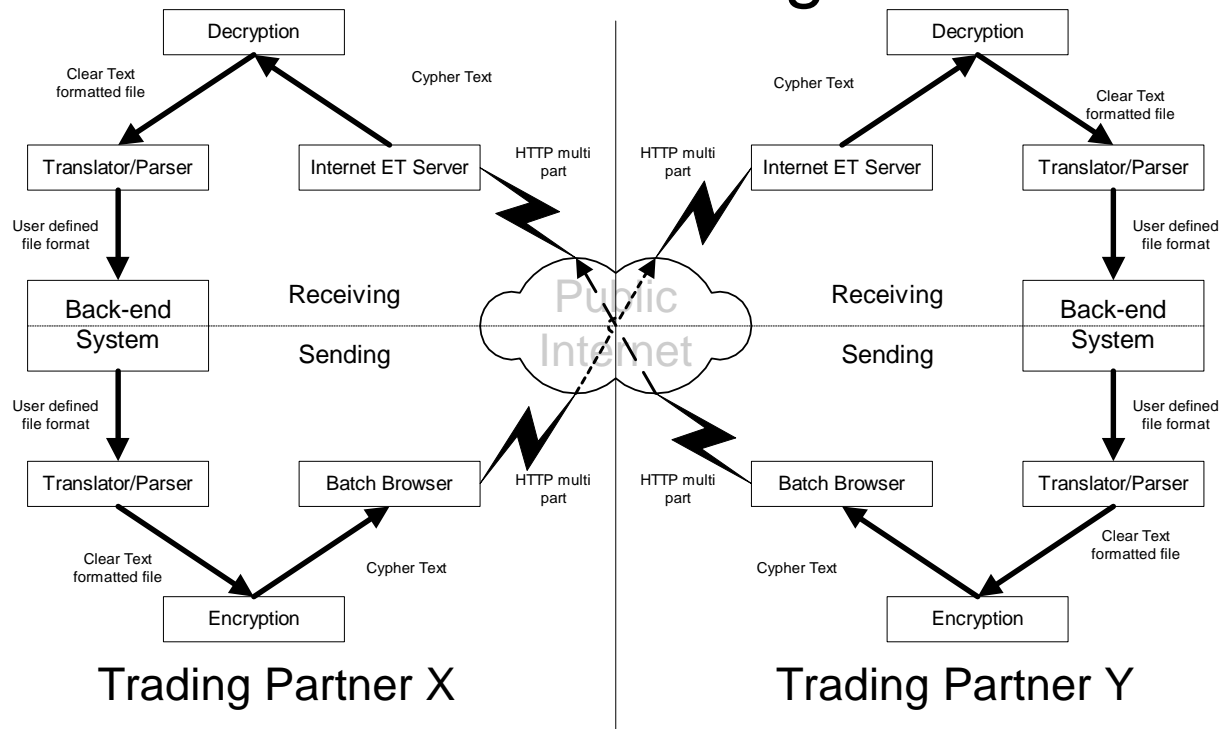 Decryption
Decryption
Clear Text
formatted file
Cypher Text
Cypher Text
Clear Text
formatted file
Translator/Parser
Internet ET Server
HTTP multi
part
HTTP multi
part
Internet ET Server
Translator/Parser
User defined
file format
User defined
file format
Back-end
System
Receiving
Sending
Public
Internet
Receiving
Sending
Back-end
System
User defined
file format
User defined
file format
Translator/Parser
Batch Browser
HTTP multi
part
HTTP multi
part
Batch Browser
Translator/Parser
Clear Text
formatted file
Cypher Text
Cypher Text
Clear Text
formatted file
Encryption
Encryption
Trading Partner X
Trading Partner Y